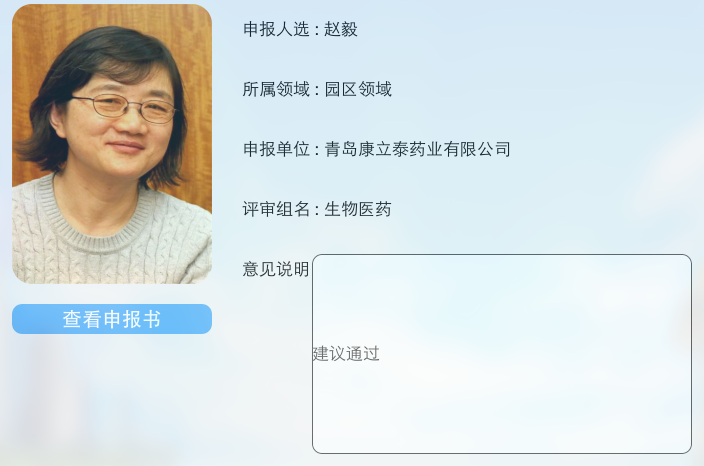 申报人选 : 赵毅
所属领域 : 园区领域
申报单位 : 青岛康立泰药业有限公司
评审组名 : 生物医药
意见说明
建议通过
查看申报书